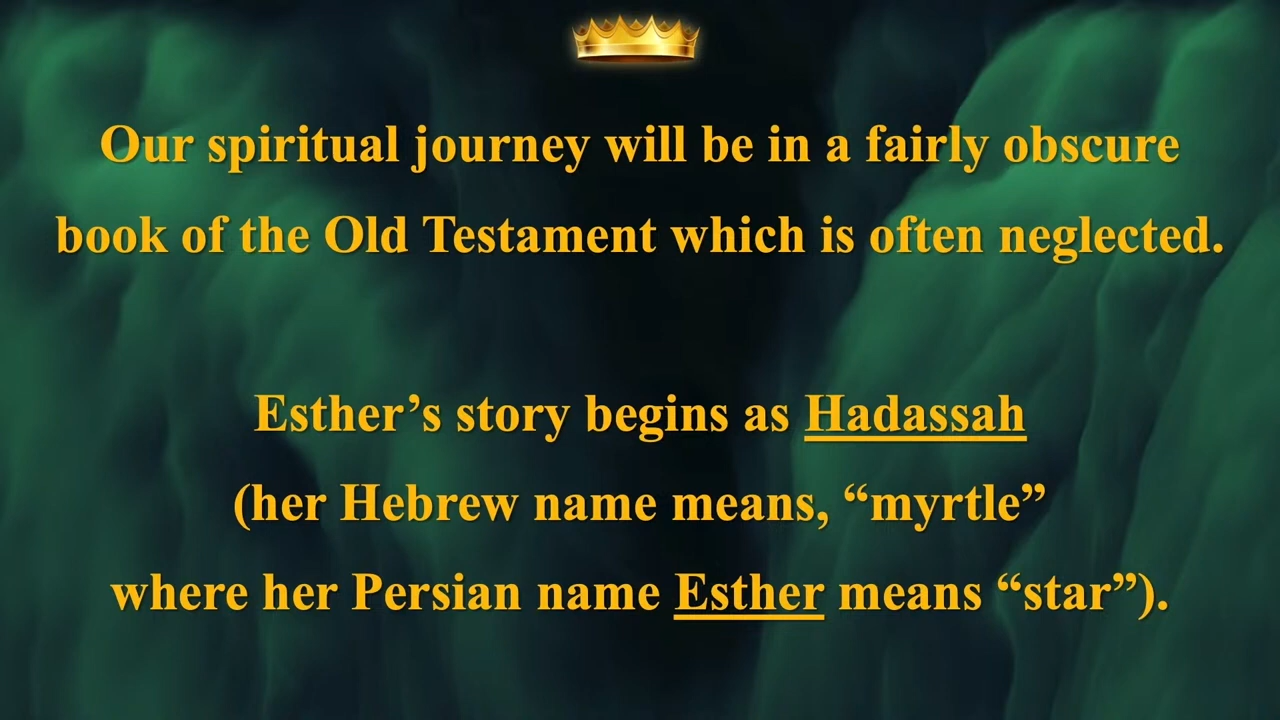 Our spiritual journey will be in a fairly obscure
book of the Old Testament which is often neglected.
Esther’s story begins as Hadassah
(her Hebrew name means, “myrtle”
where her Persian name Esther means “star”).